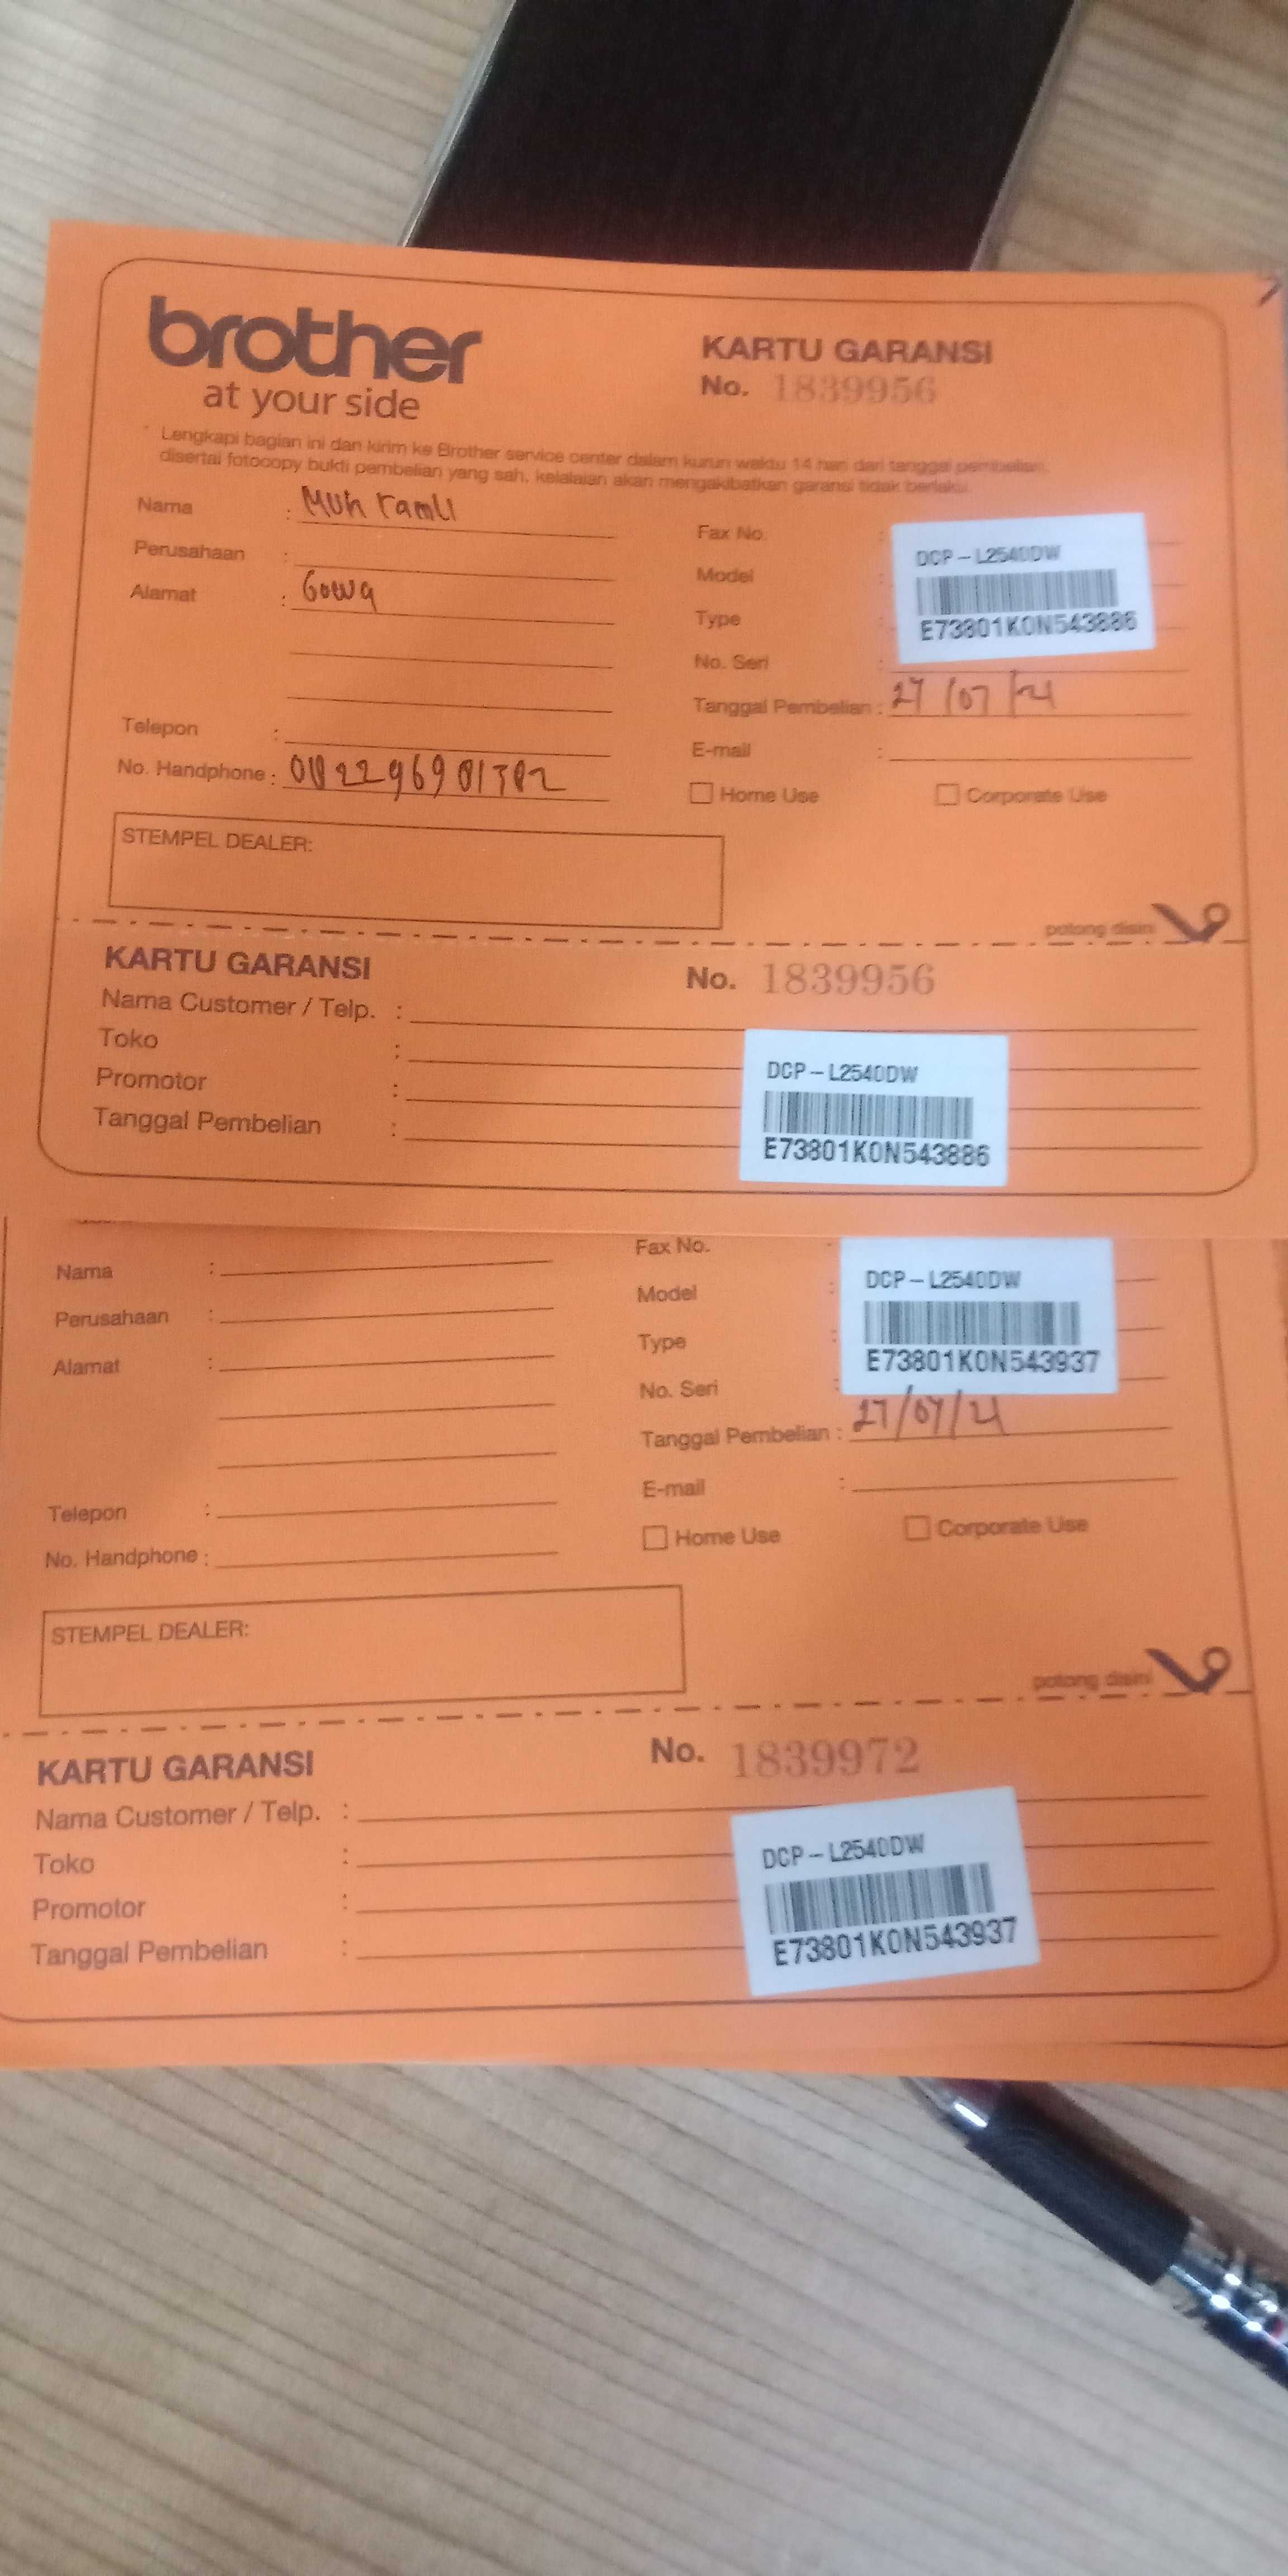 brother
at your side
KARTU GARANSI
No. 1839956
* Lengkapi bagian ini dan kirim ke Brother service center dalam kurun waktu 14 hari dari tanggal pembelian,
disertai fotocopy bukti pembelian yang sah, kelalaian akan mengakibatkan garansi tidak berlaku.
Nama : Muh ramli
Perusahaan :
Alamat : Gowa
Telepon :
No. Handphone :
Fax No. :
Model :
Type :
No. Seri :
DCP-L2540DW
E73801K0N543886
Tanggal Pembelian : 27/07/21
E-mail :
Home Use
Corporate Use
STEMPEL DEALER:
potong disini
KARTU GARANSI
No. 1839956
Nama Customer / Telp. :
Toko :
Promotor :
Tanggal Pembelian :
DCP-L2540DW
E73801K0N543886
Nama :
Perusahaan :
Alamat :
Telepon :
No. Handphone :
Fax No. :
Model :
Type :
No. Seri :
DCP-L2540DW
E73801K0N543937
Tanggal Pembelian : 27/07/21
E-mail :
Home Use
Corporate Use
STEMPEL DEALER:
potong disini
KARTU GARANSI
No. 1839972
Nama Customer / Telp. :
Toko :
Promotor :
Tanggal Pembelian :
DCP-L2540DW
E73801K0N543937